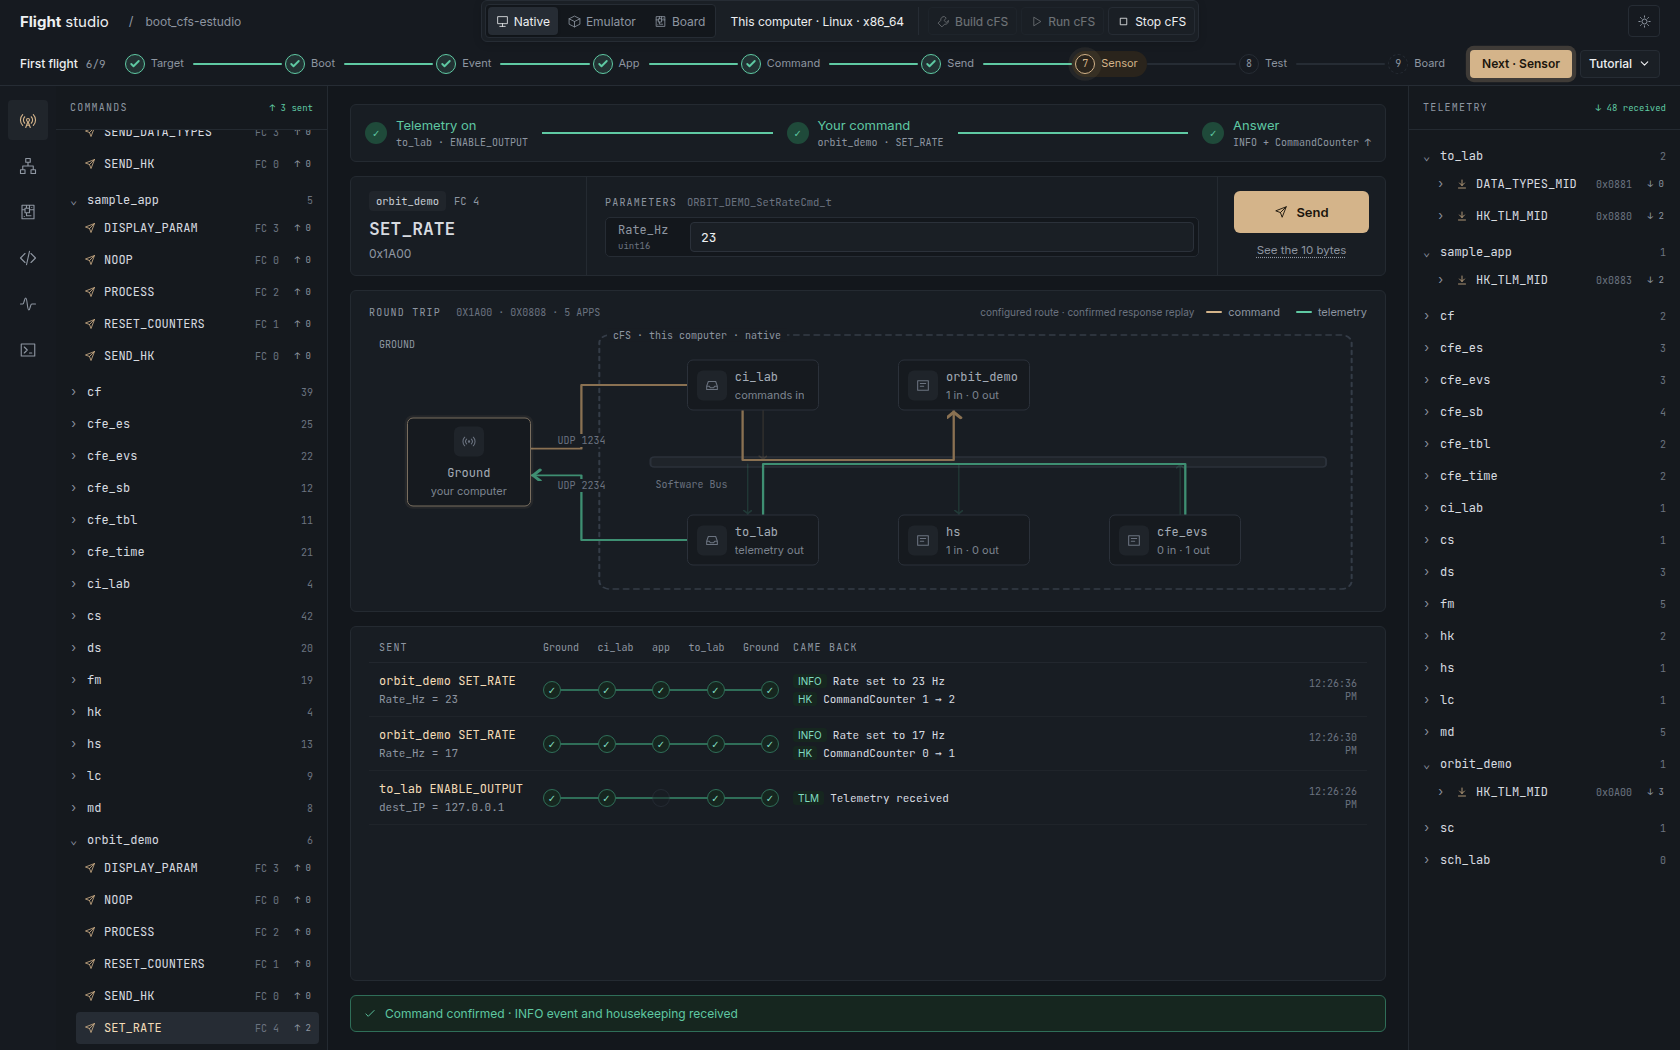 Flight studio / boot_cfs-estudio
Native Emulator Board This computer · Linux · x86_64 Build cFS Run cFS Stop cFS
First flight 6/9 Target Boot Event App Command Send 7 Sensor 8 Test 9 Board Next · Sensor Tutorial
COMMANDS ↑ 3 sent
SEND_DATA_TYPES FC 3 ↑ 0
SEND_HK FC 0 ↑ 0
sample_app 5
DISPLAY_PARAM FC 3 ↑ 0
NOOP FC 0 ↑ 0
PROCESS FC 2 ↑ 0
RESET_COUNTERS FC 1 ↑ 0
SEND_HK FC 0 ↑ 0
cf 39
cfe_es 25
cfe_evs 22
cfe_sb 12
cfe_tbl 11
cfe_time 21
ci_lab 4
cs 42
ds 20
fm 19
hk 4
hs 13
lc 9
md 8
orbit_demo 6
DISPLAY_PARAM FC 3 ↑ 0
NOOP FC 0 ↑ 0
PROCESS FC 2 ↑ 0
RESET_COUNTERS FC 1 ↑ 0
SEND_HK FC 0 ↑ 0
SET_RATE FC 4 ↑ 2
Telemetry on
to_lab · ENABLE_OUTPUT
Your command
orbit_demo · SET_RATE
Answer
INFO + CommandCounter ↑
orbit_demo FC 4
SET_RATE
0x1A00
PARAMETERS ORBIT_DEMO_SetRateCmd_t
Rate_Hz
uint16
23
Send
See the 10 bytes
ROUND TRIP 0X1A00 · 0X0808 · 5 APPS
configured route · confirmed response replay command telemetry
GROUND
cFS · this computer · native
ci_lab
commands in
orbit_demo
1 in · 0 out
UDP 1234
Ground
your computer
UDP 2234
Software Bus
to_lab
telemetry out
hs
1 in · 0 out
cfe_evs
0 in · 1 out
SENT Ground ci_lab app to_lab Ground CAME BACK
orbit_demo SET_RATE
Rate_Hz = 23
INFO Rate set to 23 Hz
HK CommandCounter 1 → 2
12:26:36
PM
orbit_demo SET_RATE
Rate_Hz = 17
INFO Rate set to 17 Hz
HK CommandCounter 0 → 1
12:26:30
PM
to_lab ENABLE_OUTPUT
dest_IP = 127.0.0.1
TLM Telemetry received
12:26:26
PM
Command confirmed · INFO event and housekeeping received
TELEMETRY ↓ 48 received
to_lab 2
DATA_TYPES_MID 0x0881 ↓ 0
HK_TLM_MID 0x0880 ↓ 2
sample_app 1
HK_TLM_MID 0x0883 ↓ 2
cf 2
cfe_es 3
cfe_evs 3
cfe_sb 4
cfe_tbl 2
cfe_time 2
ci_lab 1
cs 1
ds 3
fm 5
hk 2
hs 1
lc 1
md 5
orbit_demo 1
HK_TLM_MID 0x0A00 ↓ 3
sc 1
sch_lab 0